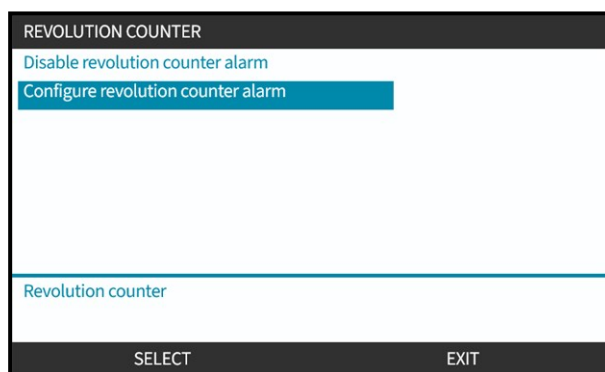 REVOLUTION COUNTER
Disable revolution counter alarm
Configure revolution counter alarm
Revolution counter
SELECT EXIT